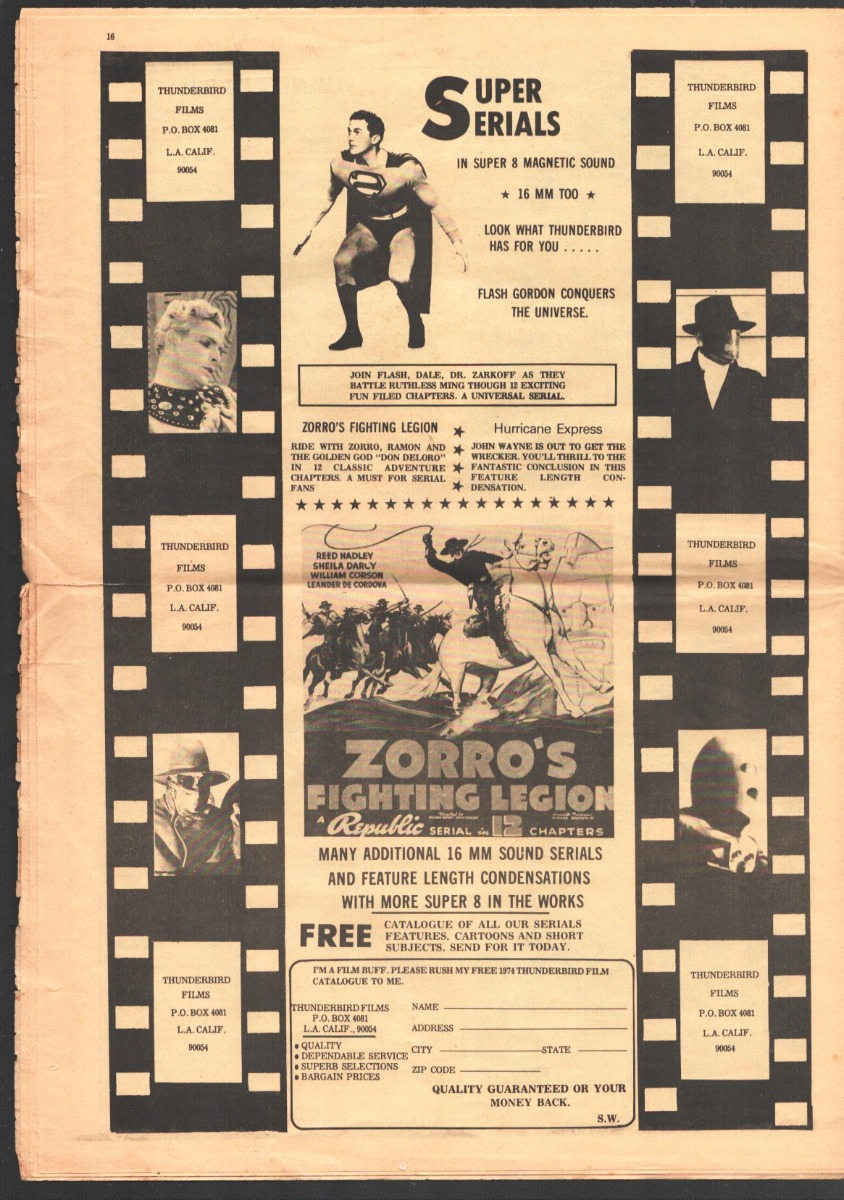 16
THUNDERBIRD
FILMS
P.O. BOX 4081
L.A. CALIF.
90054
THUNDERBIRD
FILMS
P.O. BOX 4081
L.A. CALIF.
90054
THUNDERBIRD
FILMS
P.O. BOX 4081
L.A. CALIF.
90054
SUPER
SERIALS
IN SUPER 8 MAGNETIC SOUND
★ 16 MM TOO ★
LOOK WHAT THUNDERBIRD
HAS FOR YOU . . . . .
FLASH GORDON CONQUERS
THE UNIVERSE.
JOIN FLASH, DALE, DR. ZARKOFF AS THEY
BATTLE RUTHLESS MING THOUGH 12 EXCITING
FUN FILED CHAPTERS. A UNIVERSAL SERIAL.
ZORRO'S FIGHTING LEGION
RIDE WITH ZORRO, RAMON AND
THE GOLDEN GOD "DON DELORO"
IN 12 CLASSIC ADVENTURE
CHAPTERS. A MUST FOR SERIAL
FANS
Hurricane Express
JOHN WAYNE IS OUT TO GET THE
WRECKER. YOU'LL THRILL TO THE
FANTASTIC CONCLUSION IN THIS
FEATURE LENGTH CON-
DENSATION.
REED HADLEY
SHEILA DARCY
WILLIAM CORSON
LEANDER DE CORDOVA
ZORRO'S
FIGHTING LEGION
A Republic SERIAL in 12 CHAPTERS
MANY ADDITIONAL 16 MM SOUND SERIALS
AND FEATURE LENGTH CONDENSATIONS
WITH MORE SUPER 8 IN THE WORKS
FREE
CATALOGUE OF ALL OUR SERIALS
FEATURES, CARTOONS AND SHORT
SUBJECTS. SEND FOR IT TODAY.
I'M A FILM BUFF. PLEASE RUSH MY FREE 1974 THUNDERBIRD FILM
CATALOGUE TO ME.
THUNDERBIRD FILMS
P.O. BOX 4081
L.A. CALIF., 90054
• QUALITY
• DEPENDABLE SERVICE
• SUPERB SELECTIONS
• BARGAIN PRICES
NAME
ADDRESS
CITY STATE
ZIP CODE
QUALITY GUARANTEED OR YOUR
MONEY BACK.
S.W.
THUNDERBIRD
FILMS
P.O. BOX 4081
L.A. CALIF.
90054
THUNDERBIRD
FILMS
P.O. BOX 4081
L.A. CALIF.
90054
THUNDERBIRD
FILMS
P.O. BOX 4081
L.A. CALIF.
90054